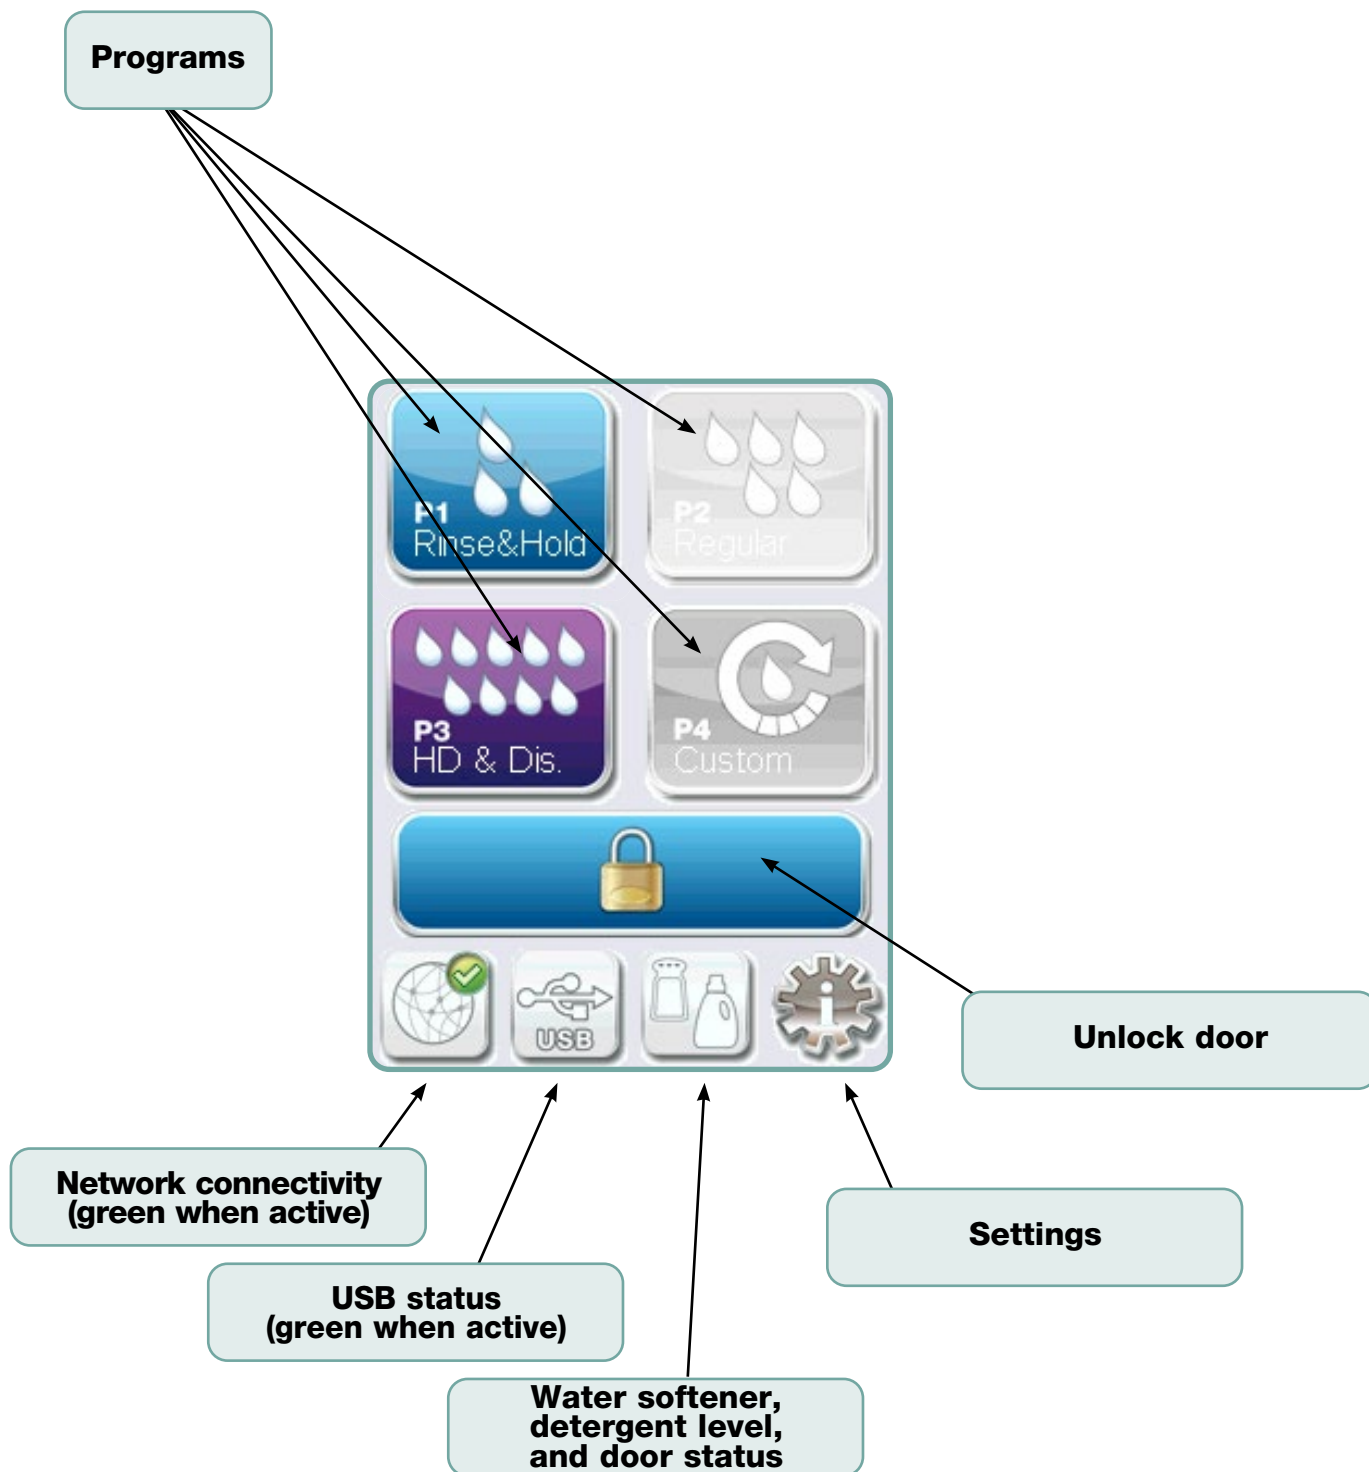 Programs
P1
Rinse&Hold
P2
Regular
P3
HD & Dis.
P4
Custom
USB
Unlock door
Network connectivity
(green when active)
Settings
USB status
(green when active)
Water softener,
detergent level,
and door status